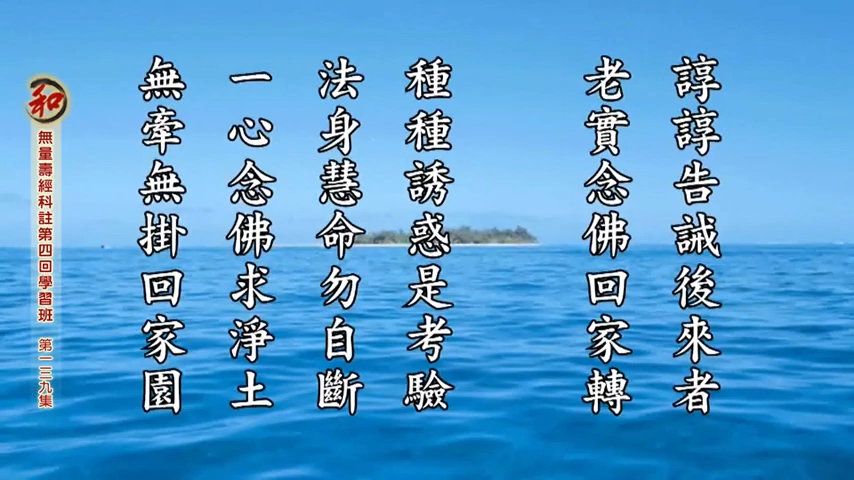 諄諄告誡後來者
老實念佛回家轉
種種誘惑是考驗
法身慧命勿自斷
一心念佛求淨土
無牽無掛回家園
和
無量壽經科註第四回學習班 第一三九集